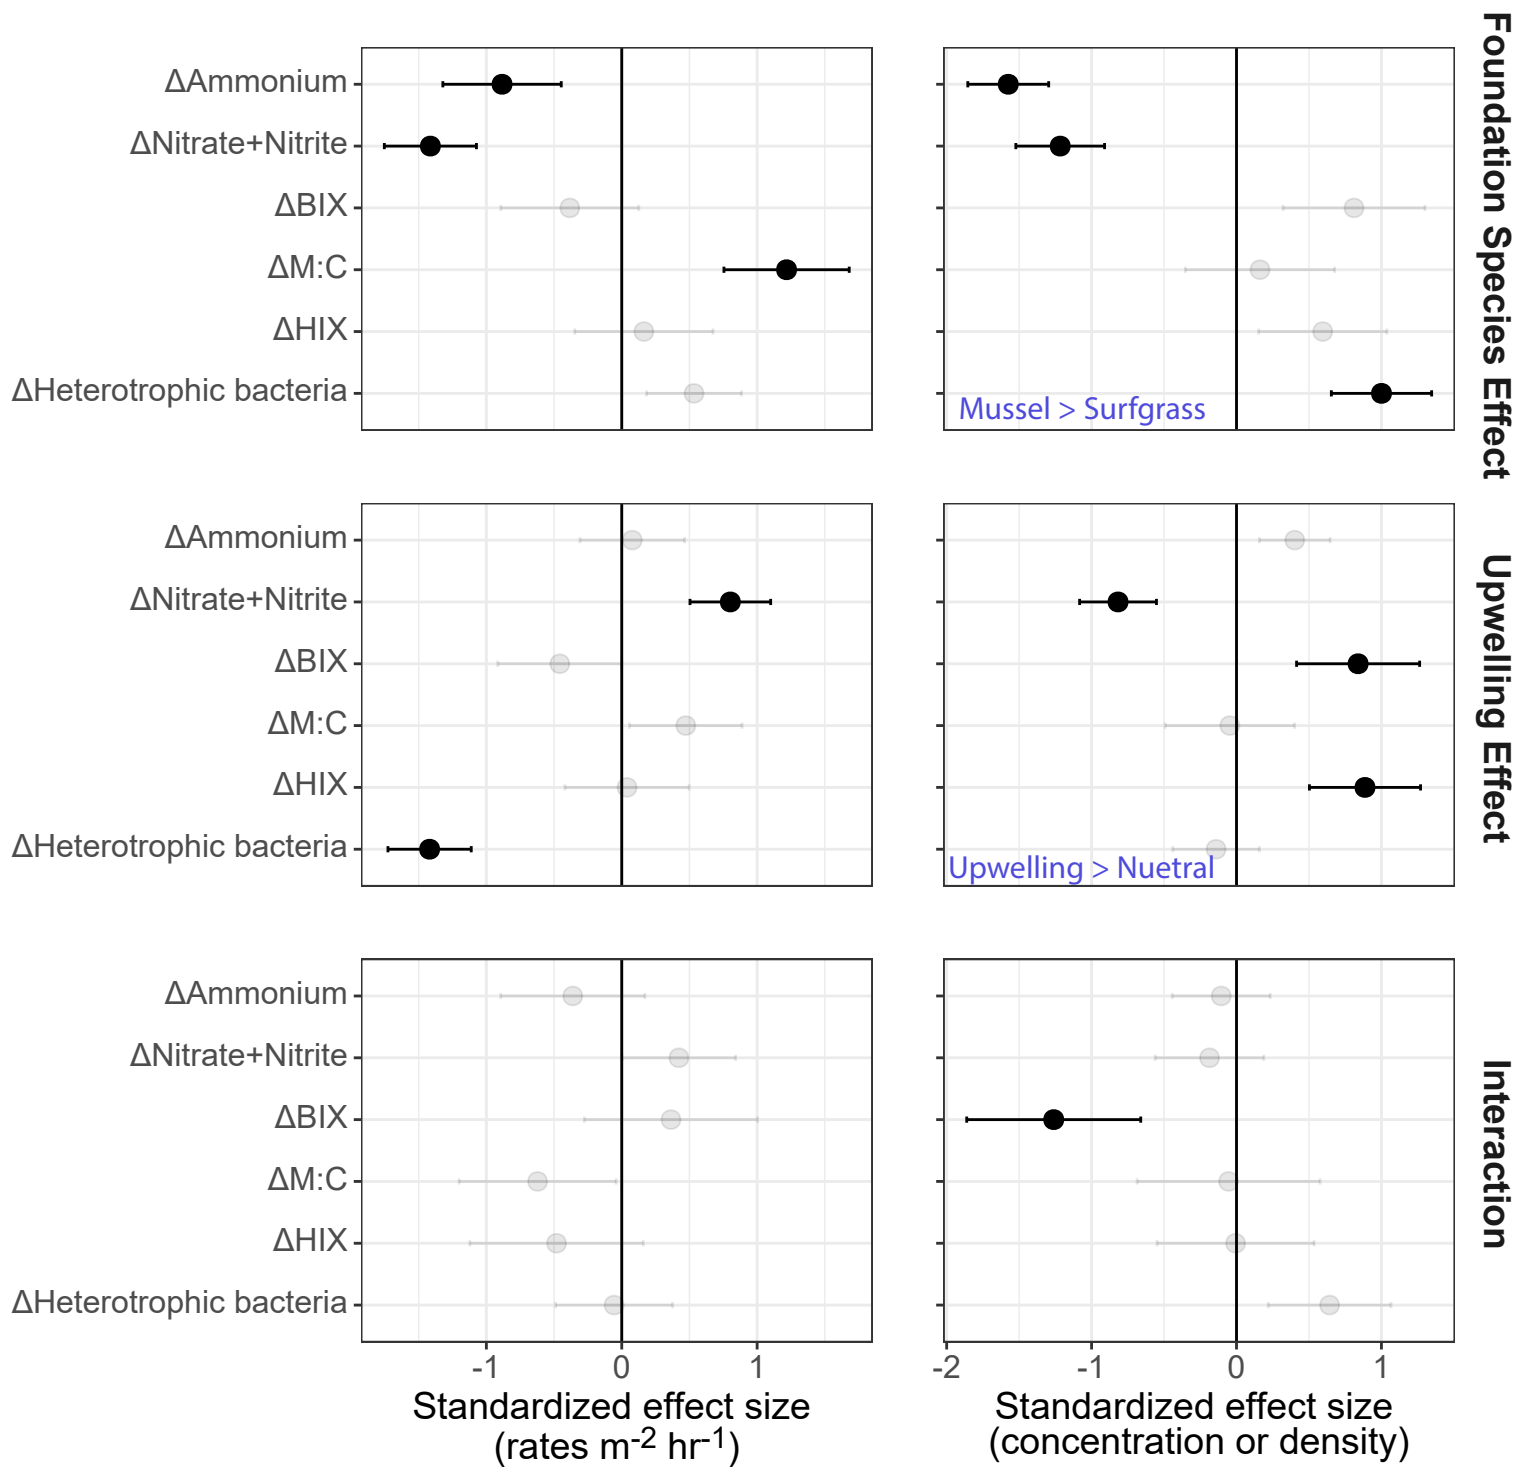 Foundation Species Effect
ΔAmmonium
ΔNitrate+Nitrite
ΔBIX
ΔM:C
ΔHIX
ΔHeterotrophic bacteria
Mussel > Surfgrass
Upwelling Effect
ΔAmmonium
ΔNitrate+Nitrite
ΔBIX
ΔM:C
ΔHIX
ΔHeterotrophic bacteria
Upwelling > Nuetral
Interaction
ΔAmmonium
ΔNitrate+Nitrite
ΔBIX
ΔM:C
ΔHIX
ΔHeterotrophic bacteria
-1 0 1
-2 -1 0 1
Standardized effect size
(rates m⁻² hr⁻¹)
Standardized effect size
(concentration or density)